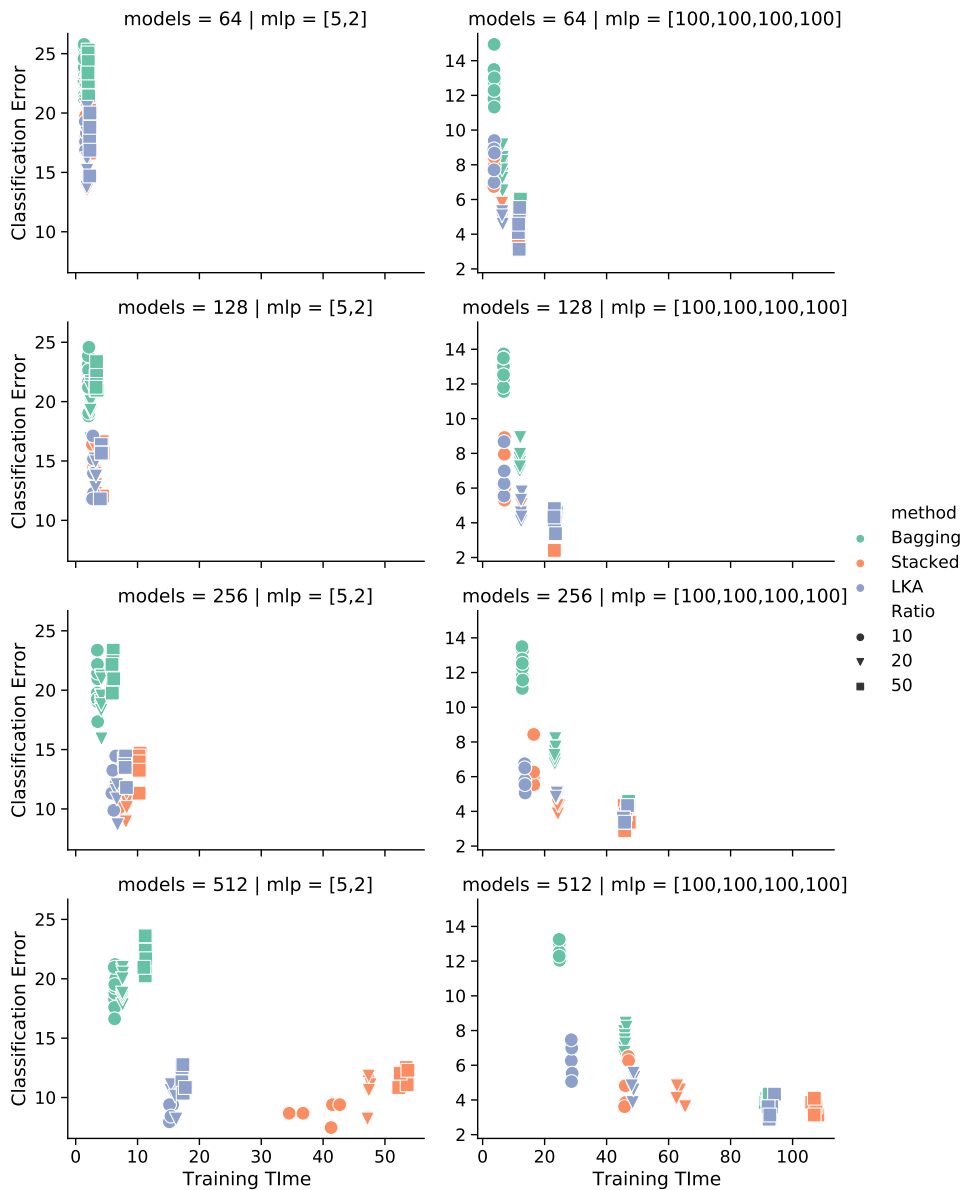 models = 64 | mlp = [5,2]
models = 64 | mlp = [100,100,100,100]
25
20
15
10
Classification Error
14
12
10
8
6
4
2
models = 128 | mlp = [5,2]
models = 128 | mlp = [100,100,100,100]
25
20
15
10
Classification Error
14
12
10
8
6
4
2
method
Bagging
Stacked
LKA
Ratio
10
20
50
models = 256 | mlp = [5,2]
models = 256 | mlp = [100,100,100,100]
25
20
15
10
Classification Error
14
12
10
8
6
4
2
models = 512 | mlp = [5,2]
models = 512 | mlp = [100,100,100,100]
25
20
15
10
Classification Error
14
12
10
8
6
4
2
0 10 20 30 40 50
Training TIme
0 20 40 60 80 100
Training TIme